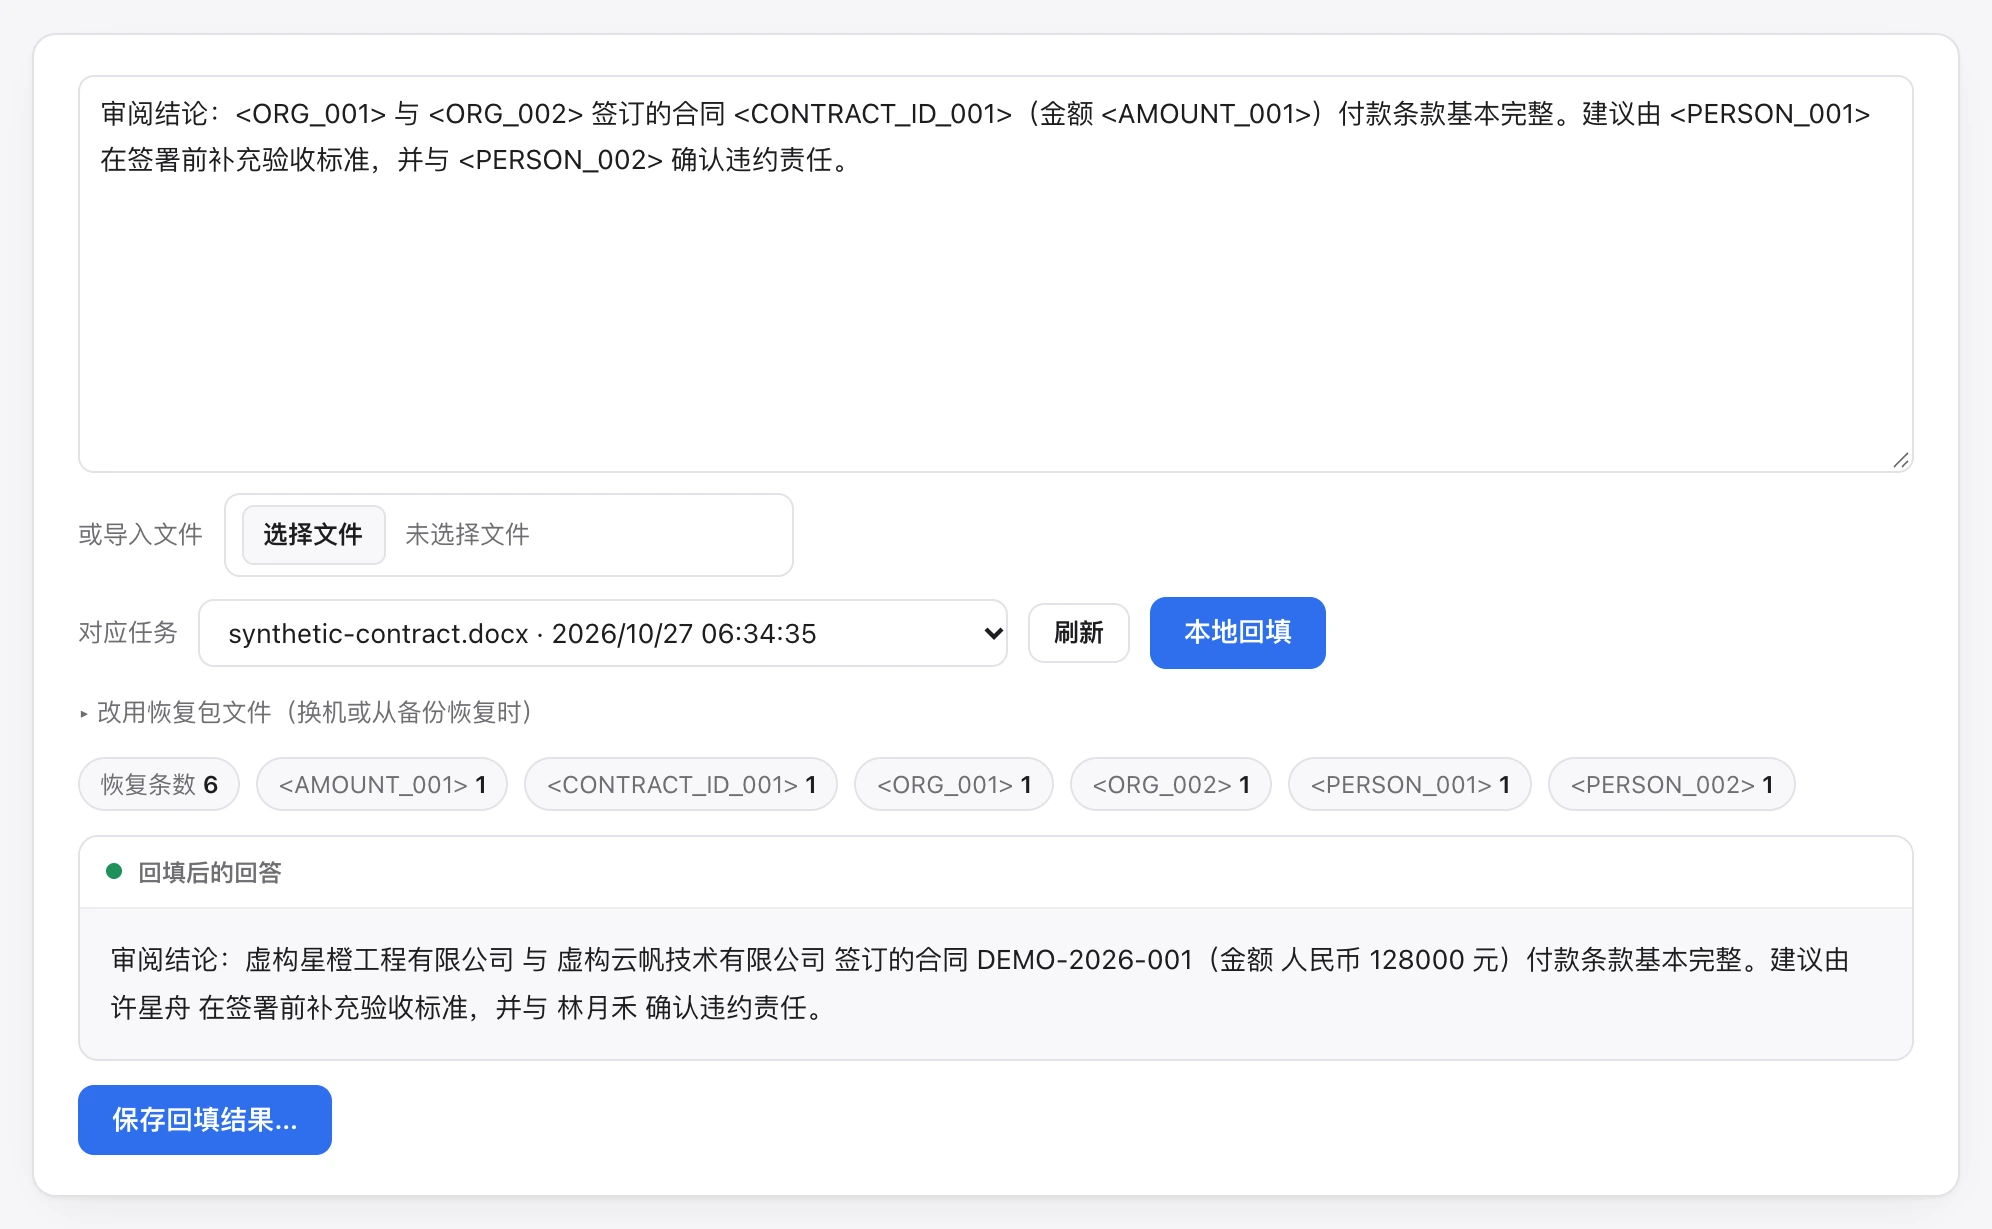 审阅结论：<ORG_001> 与 <ORG_002> 签订的合同 <CONTRACT_ID_001>（金额 <AMOUNT_001>）付款条款基本完整。建议由 <PERSON_001>
在签署前补充验收标准，并与 <PERSON_002> 确认违约责任。
或导入文件 选择文件 未选择文件
对应任务 synthetic-contract.docx · 2026/10/27 06:34:35 刷新 本地回填
▸ 改用恢复包文件（换机或从备份恢复时）
恢复条数 6 <AMOUNT_001> 1 <CONTRACT_ID_001> 1 <ORG_001> 1 <ORG_002> 1 <PERSON_001> 1 <PERSON_002> 1
回填后的回答
审阅结论：虚构星橙工程有限公司 与 虚构云帆技术有限公司 签订的合同 DEMO-2026-001（金额 人民币 128000 元）付款条款基本完整。建议由
许星舟 在签署前补充验收标准，并与 林月禾 确认违约责任。
保存回填结果...